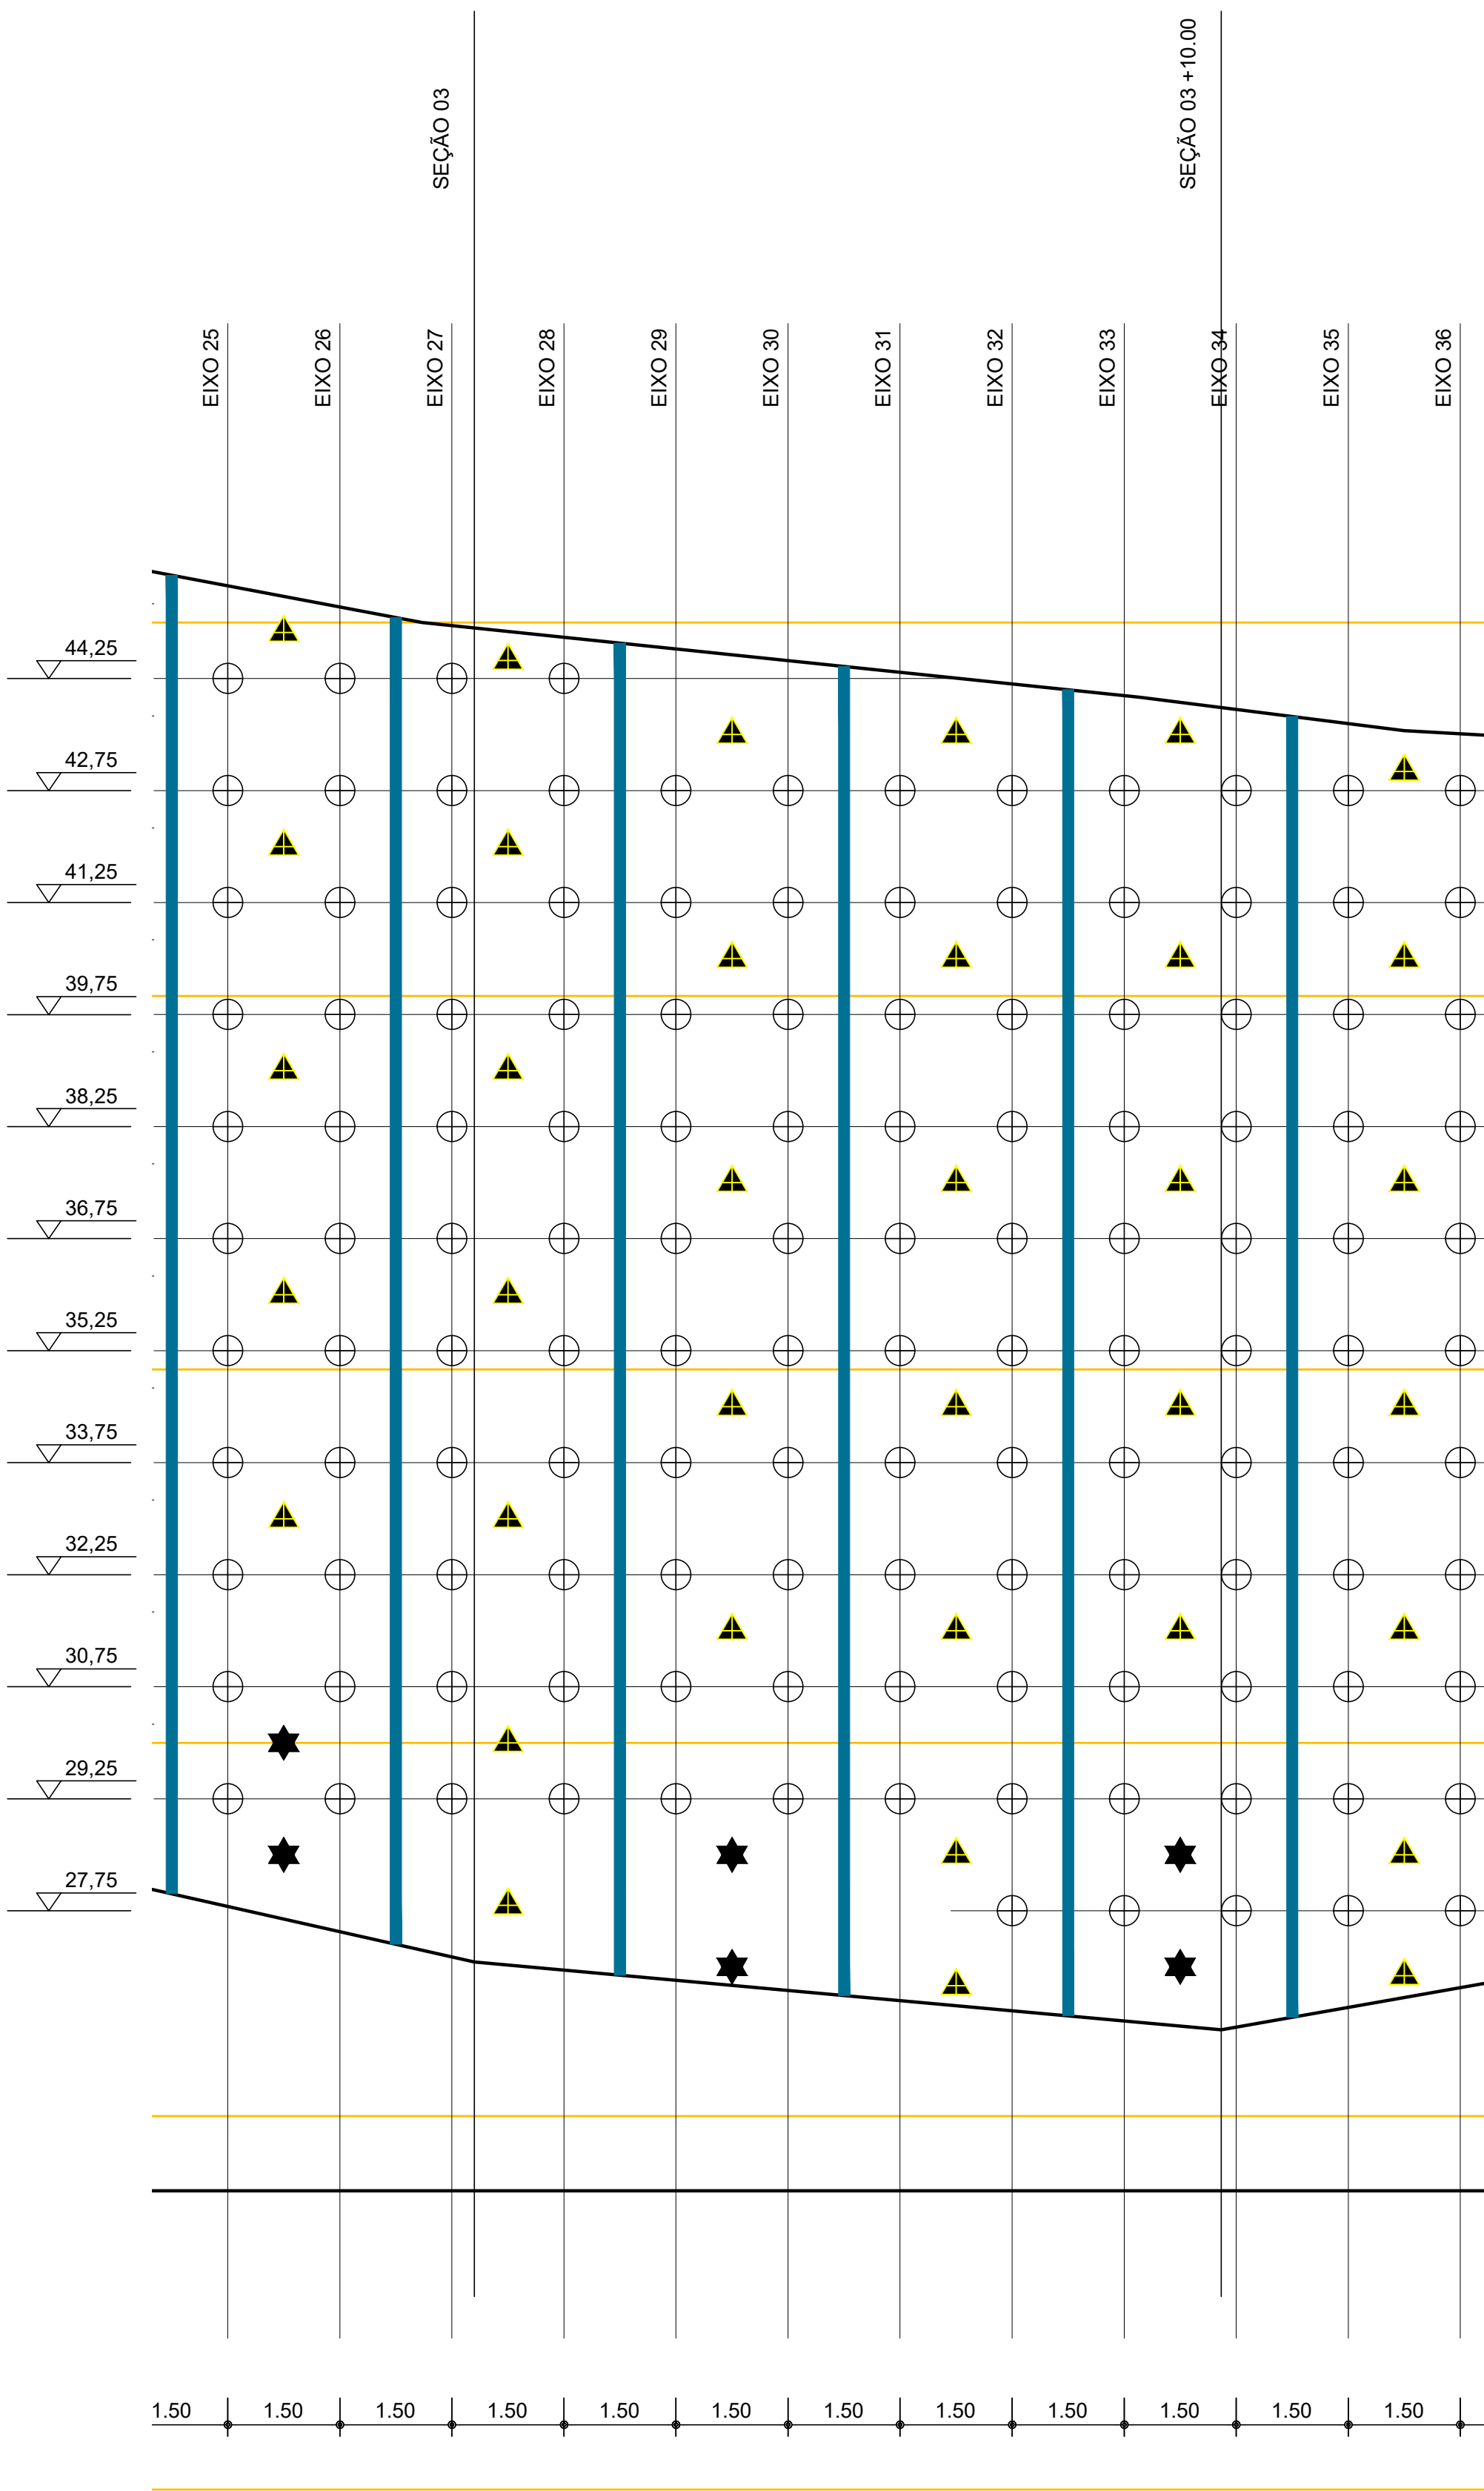 SEÇÃO 03
SEÇÃO 03 +10.00
EIXO 25
EIXO 26
EIXO 27
EIXO 28
EIXO 29
EIXO 30
EIXO 31
EIXO 32
EIXO 33
EIXO 34
EIXO 35
EIXO 36
44,25
42,75
41,25
39,75
38,25
36,75
35,25
33,75
32,25
30,75
29,25
27,75
1.50 1.50 1.50 1.50 1.50 1.50 1.50 1.50 1.50 1.50 1.50 1.50